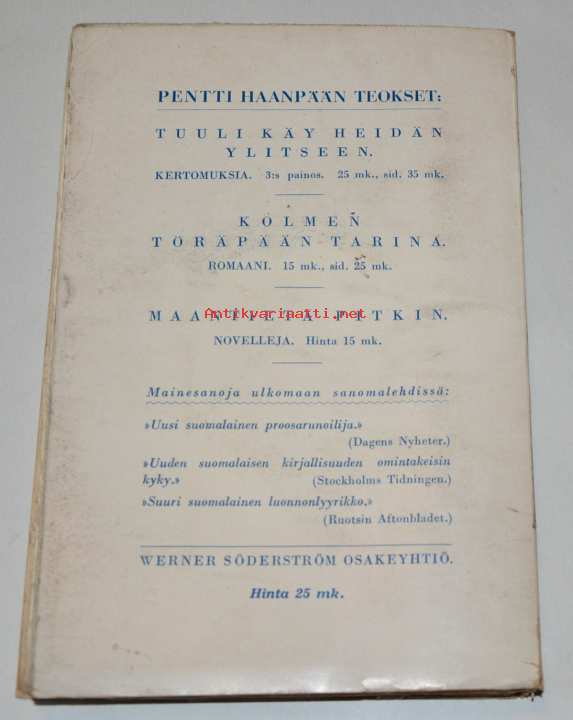 PENTTI HAANPÄÄN TEOKSET:
TUULI KÄY HEIDÄN
YLITSEEN.
KERTOMUKSIA. 3:s painos. 25 mk., sid. 35 mk.
KOLMEN
TÖRÄPÄÄN TARINA.
ROMAANI. 15 mk., sid. 25 mk.
Antikvariaatti.net
MAANTIETÄ PITKIN.
NOVELLEJA. Hinta 15 mk.
Mainesanoja ulkomaan sanomalehdissä:
»Uusi suomalainen proosarunoilija.»
(Dagens Nyheter.)
»Uuden suomalaisen kirjallisuuden omintakeisin
kyky.» (Stockholms Tidningen.)
»Suuri suomalainen luonnonlyyrikko.»
(Ruotsin Aftonbladet.)
WERNER SÖDERSTRÖM OSAKEYHTIÖ.
Hinta 25 mk.